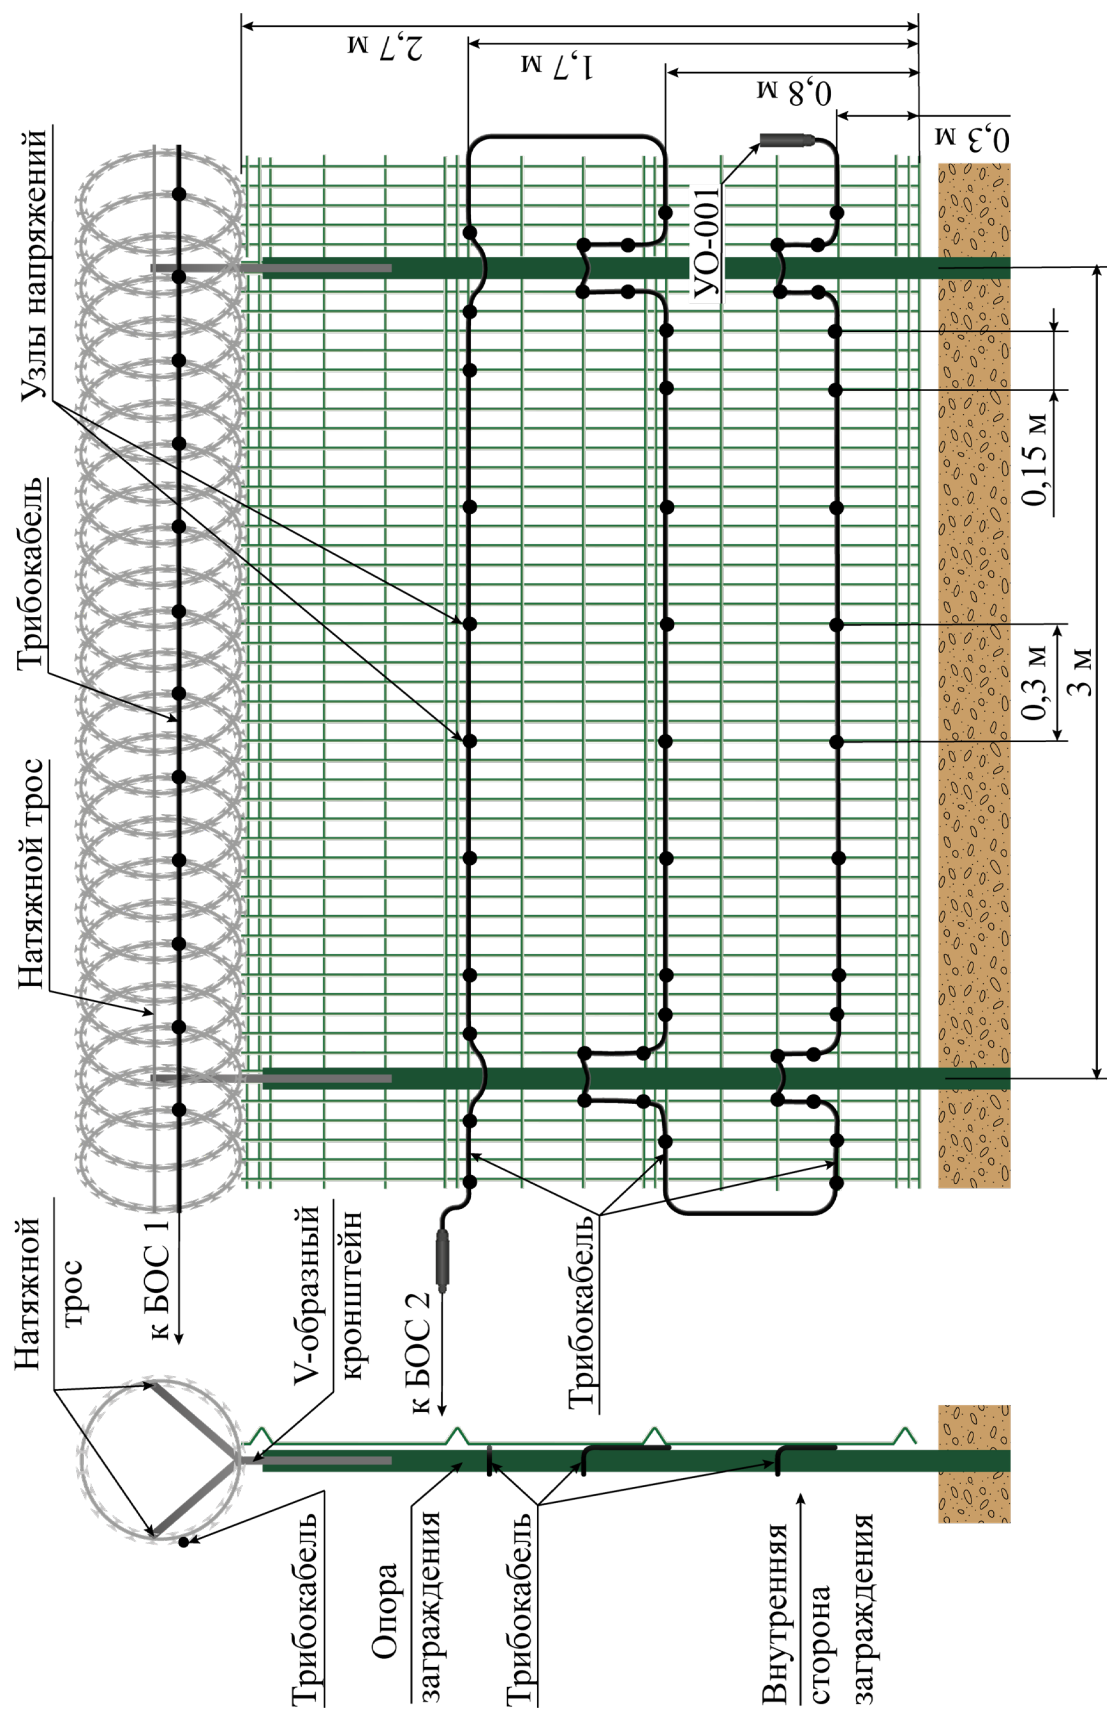 2,7 м
1,7 м
0,8 м
0,3 м
Узлы напряжений
Трибокабель
Натяжной трос
УО-001
0,15 м
0,3 м
3 м
Натяжной
трос
к БОС 1
V-образный
кронштейн
к БОС 2
Трибокабель
Трибокабель
Опора
заграждения
Трибокабель
Внутренняя
сторона
заграждения